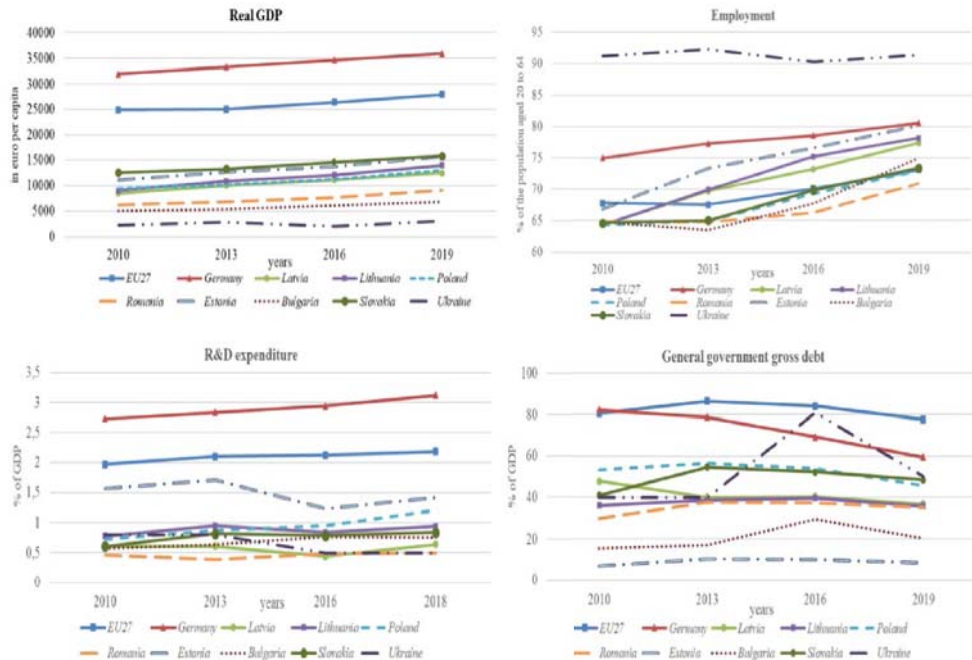 Real GDP
in euro per capita
40000
35000
30000
25000
20000
15000
10000
5000
0
2010 2013 2016 2019
years
EU27 Germany Latvia Lithuania Poland
Romania Estonia Bulgaria Slovakia Ukraine
Employment
% of the population aged 20 to 64
95
90
85
80
75
70
65
60
2010 2013 2016 2019
years
EU27 Germany Latvia Lithuania
Poland Romania Estonia Bulgaria
Slovakia Ukraine
R&D expenditure
% of GDP
3,5
3
2,5
2
1,5
1
0,5
0
2010 2013 2016 2018
years
EU27 Germany Latvia Lithuania Poland
Romania Estonia Bulgaria Slovakia Ukraine
General government gross debt
% of GDP
100
80
60
40
20
0
2010 2013 2016 2019
years
EU27 Germany Latvia Lithuania Poland
Romania Estonia Bulgaria Slovakia Ukraine